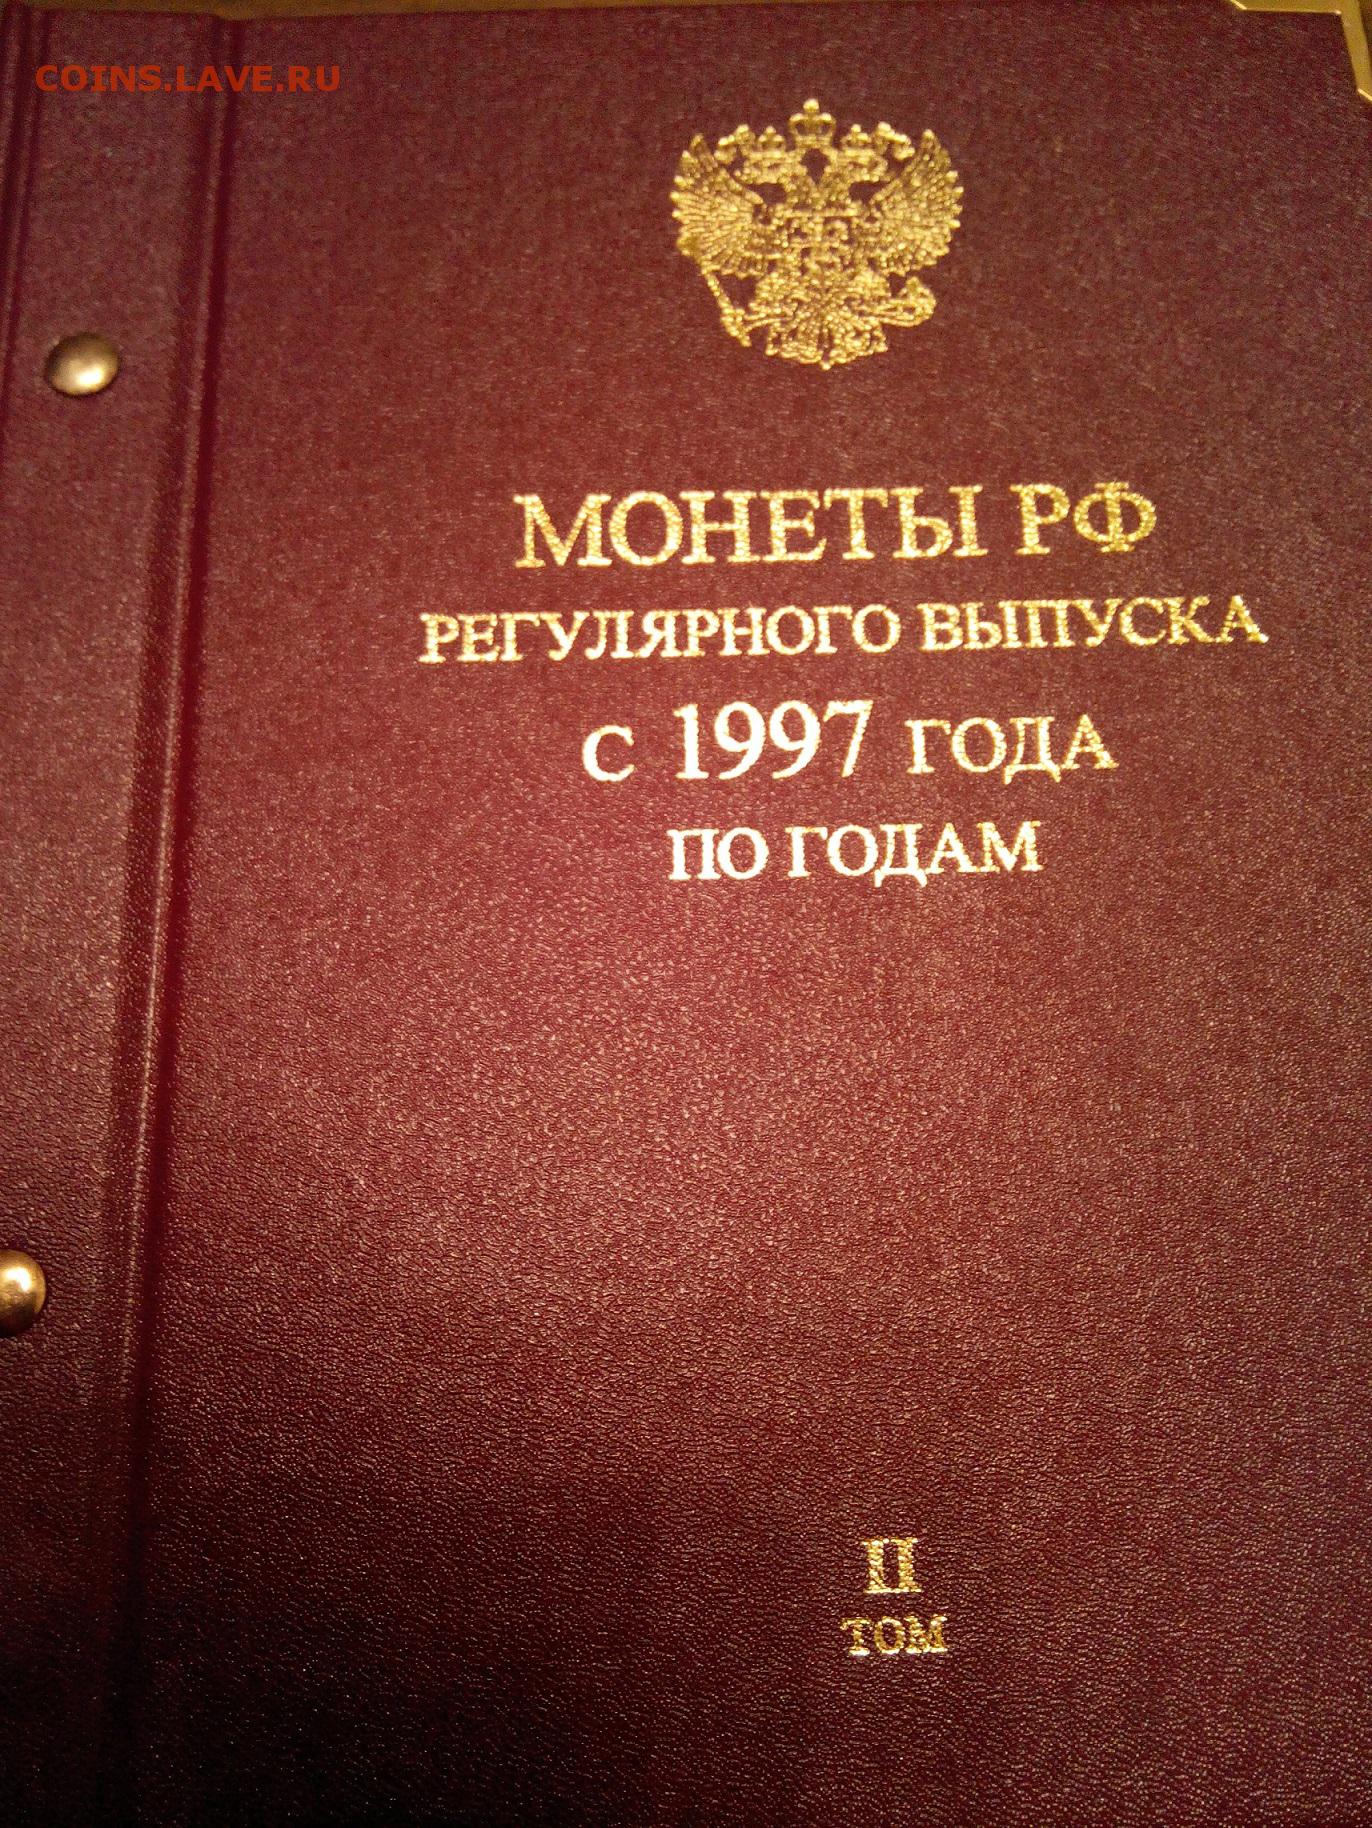 COINS.LAVE.RU
МОНЕТЫ РФ
РЕГУЛЯРНОГО ВЫПУСКА
С 1997 ГОДА
ПО ГОДАМ
II
ТОМ